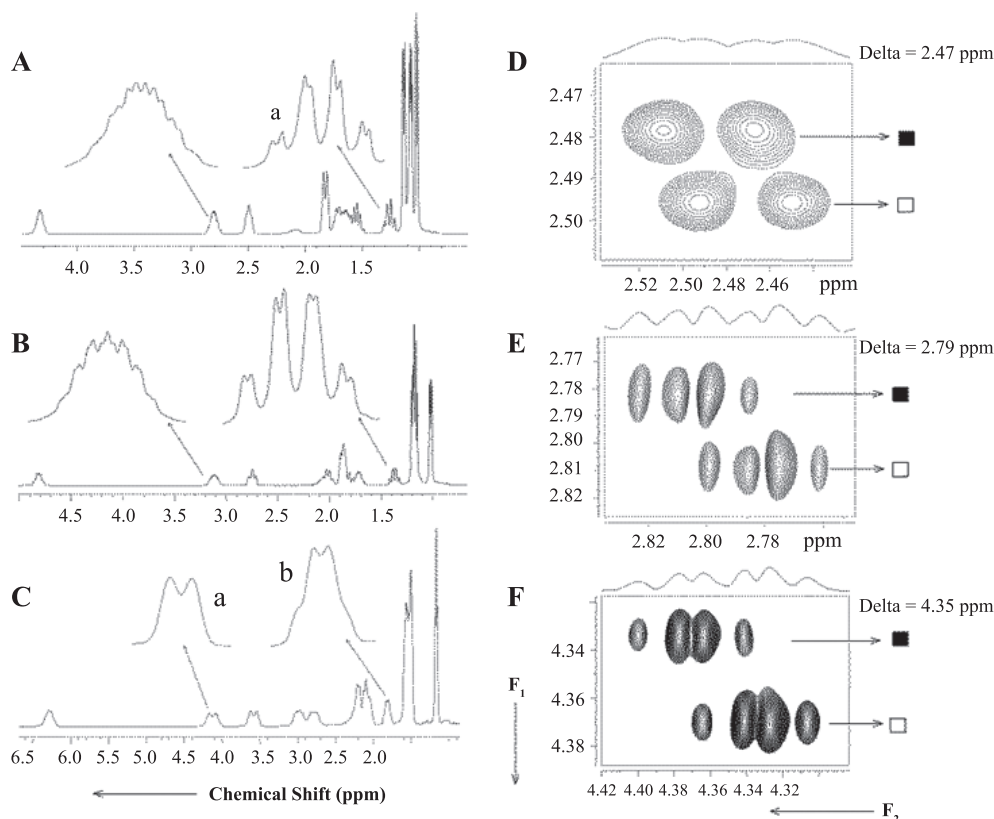 A
a
4.0 3.5 3.0 2.5 2.0 1.5
B
4.5 4.0 3.5 3.0 2.5 2.0 1.5
C
a
b
6.5 6.0 5.0 4.5 4.0 3.5 3.0 2.5 2.0
Chemical Shift (ppm)
D
Delta = 2.47 ppm
2.47
2.48
2.49
2.50
2.52 2.50 2.48 2.46 ppm
E
Delta = 2.79 ppm
2.77
2.78
2.79
2.80
2.81
2.82
2.82 2.80 2.78 ppm
F
Delta = 4.35 ppm
4.34
4.36
4.38
F1
4.42 4.40 4.38 4.36 4.34 4.32
F2